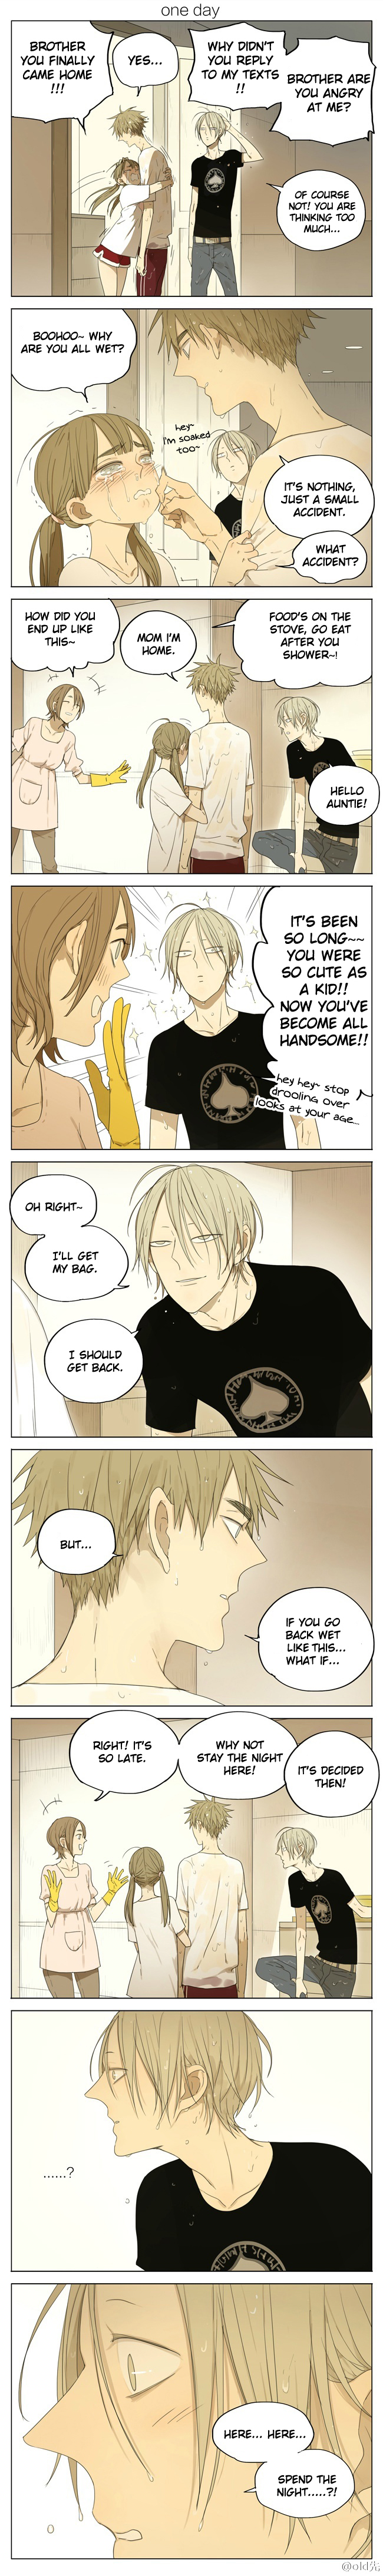 one day
BROTHER
YOU FINALLY
CAME HOME
!!!
YES...
WHY DIDN'T
YOU REPLY
TO MY TEXTS
!!
BROTHER ARE
YOU ANGRY
AT ME?
OF COURSE
NOT! YOU ARE
THINKING TOO
MUCH...
BOOHOO~ WHY
ARE YOU ALL WET?
hey~
i'm soaked
too~
IT'S NOTHING,
JUST A SMALL
ACCIDENT.
WHAT
ACCIDENT?
HOW DID YOU
END UP LIKE
THIS~
MOM I'M
HOME.
FOOD'S ON THE
STOVE, GO EAT
AFTER YOU
SHOWER~!
HELLO
AUNTIE!
IT'S BEEN
SO LONG~~
YOU WERE
SO CUTE AS
A KID!!
NOW YOU'VE
BECOME ALL
HANDSOME!!
hey hey~ stop
drooling over
looks at your age...
OH RIGHT~
I'LL GET
MY BAG.
I SHOULD
GET BACK.
BUT...
IF YOU GO
BACK WET
LIKE THIS...
WHAT IF...
RIGHT! IT'S
SO LATE.
WHY NOT
STAY THE NIGHT
HERE!
IT'S DECIDED
THEN!
......?
HERE... HERE...
SPEND THE
NIGHT.....?!
@old先